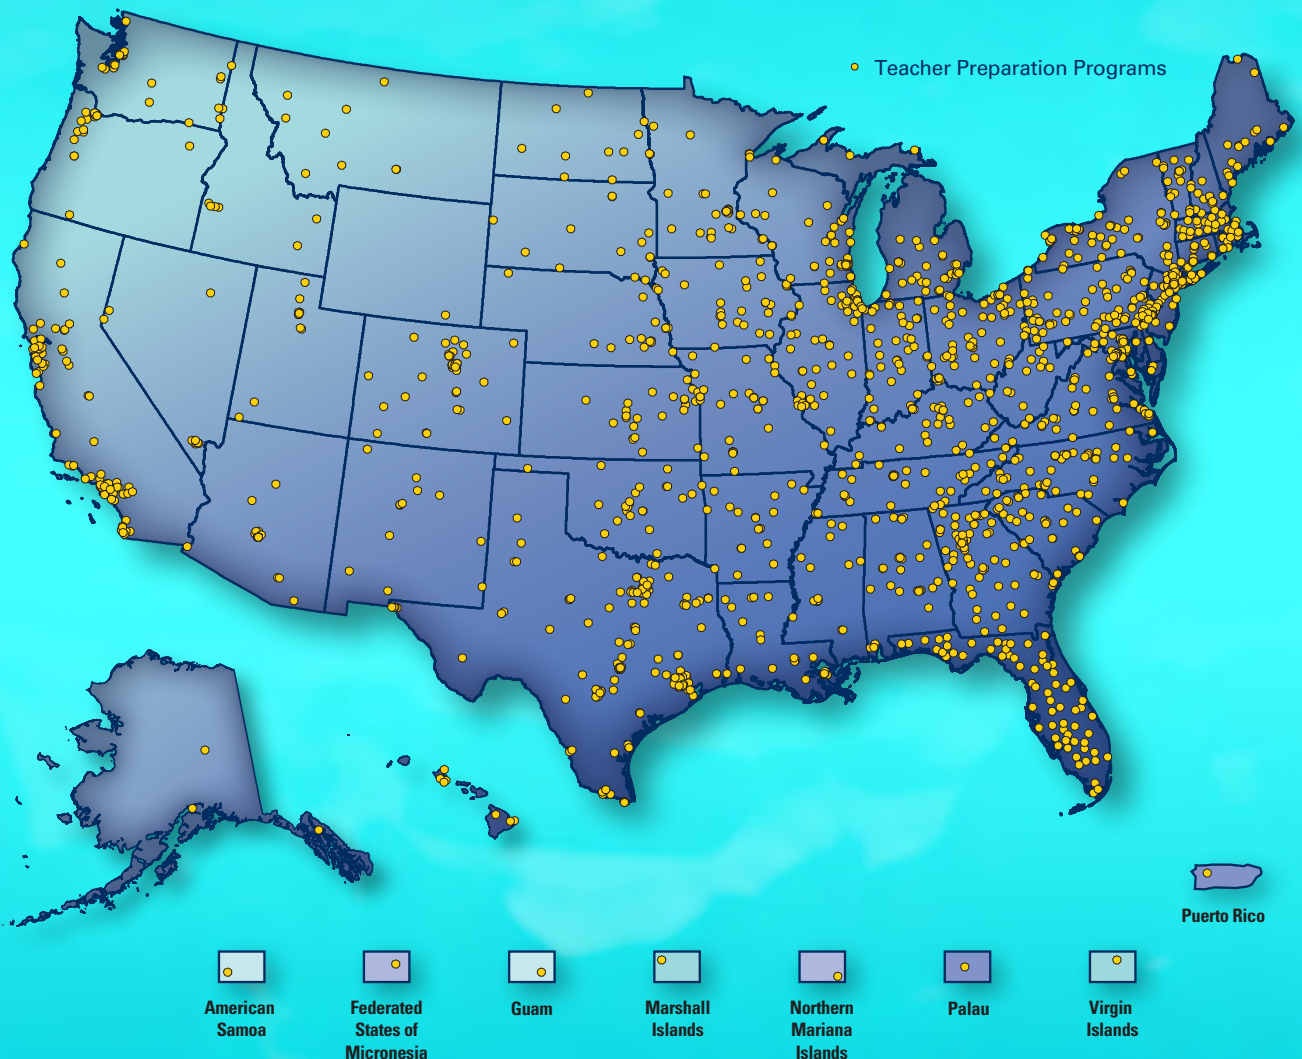 Teacher Preparation Programs
Puerto Rico
American
Samoa
Federated
States of
Micronesia
Guam
Marshall
Islands
Northern
Mariana
Islands
Palau
Virgin
Islands